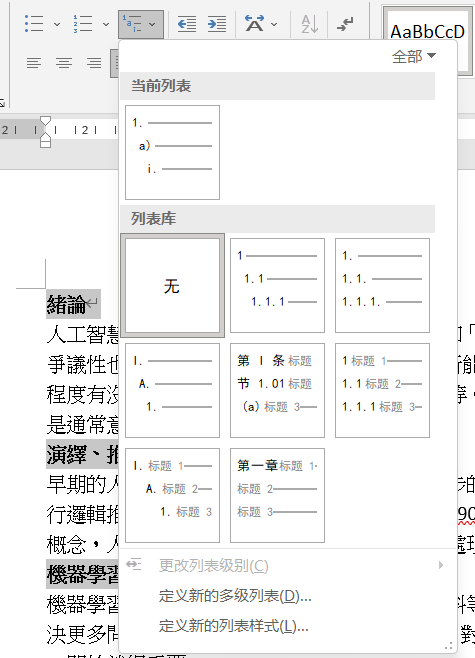 AaBbCcD
全部
2 2
当前列表
1.
a)
i.
列表库
无
1
1.1
1.1.1
1.
1.1.
1.1.1.
I.
A.
1.
第 I 条 标题
节 1.01 标题
(a) 标题 3
1 标题 1
1.1 标题 2
1.1.1 标题 3
I. 标题 1
A. 标题 2
1. 标题 3
第一章 标题 1
标题 2
标题 3
更改列表级别(C)
定义新的多级列表(D)...
定义新的列表样式(L)...
緒論
人工智慧
爭議性也
程度有沒
是通常意
演繹、推
早期的人
行邏輯推
90
概念，人
處理
機器學習
機器學習
決更多問
對